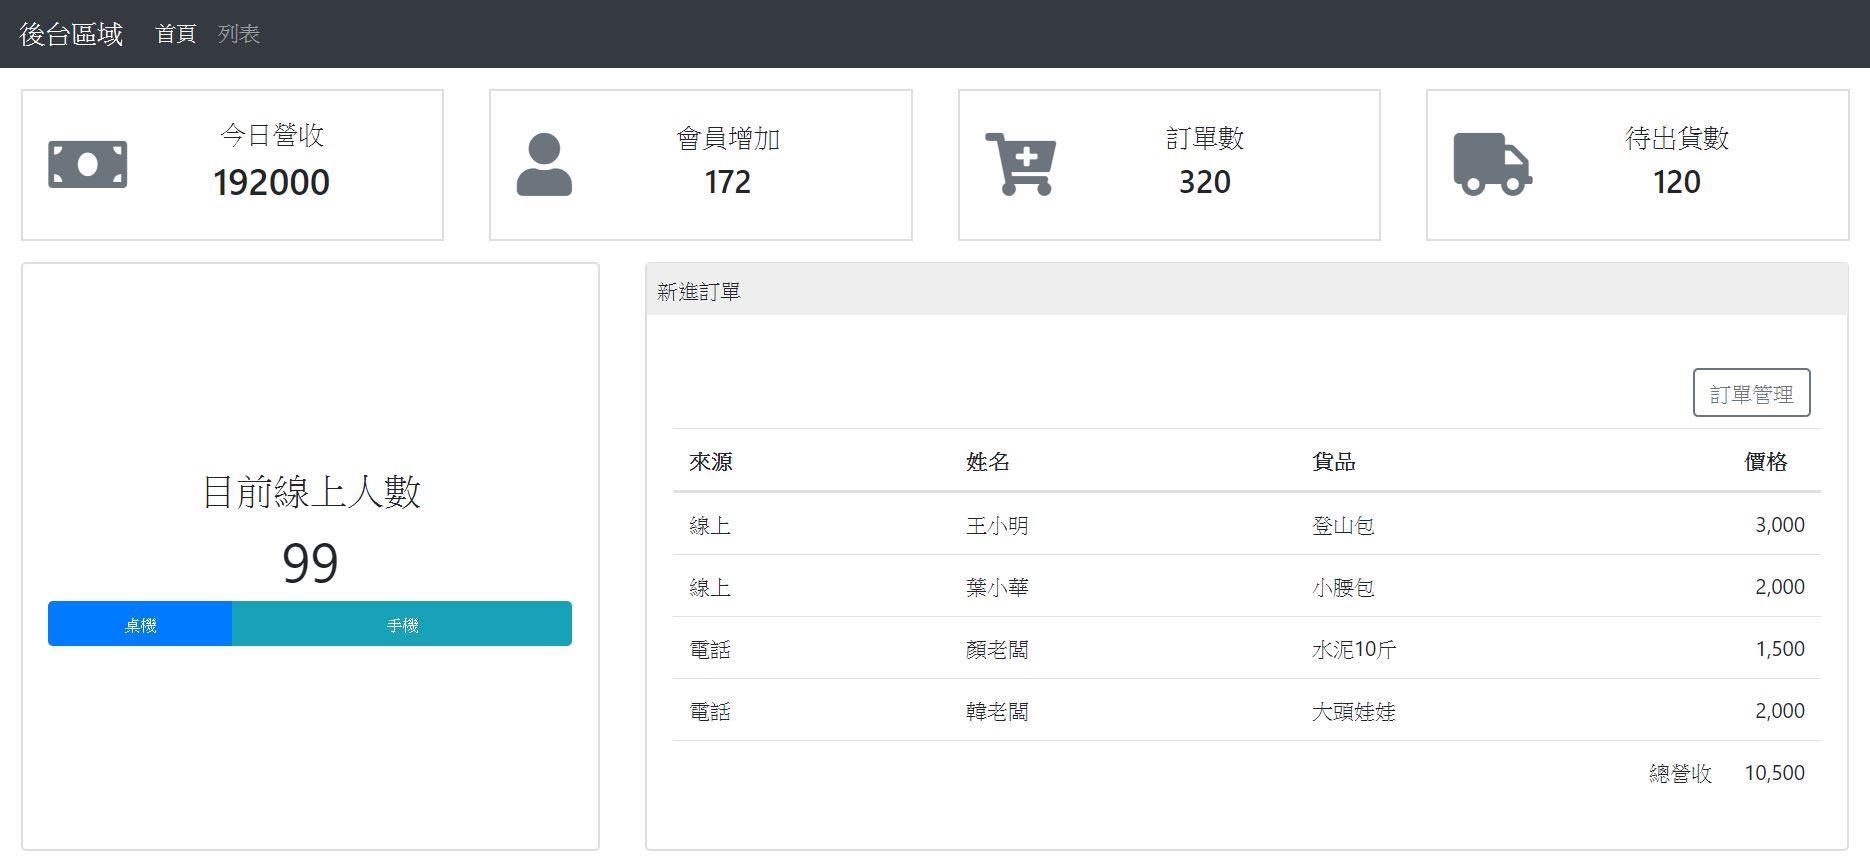 後台區域 首頁 列表
今日營收
192000
會員增加
172
訂單數
320
待出貨數
120
目前線上人數
99
桌機 手機
新進訂單
訂單管理
來源 姓名 貨品 價格
線上 王小明 登山包 3,000
線上 葉小華 小腰包 2,000
電話 顏老闆 水泥10斤 1,500
電話 韓老闆 大頭娃娃 2,000
總營收 10,500